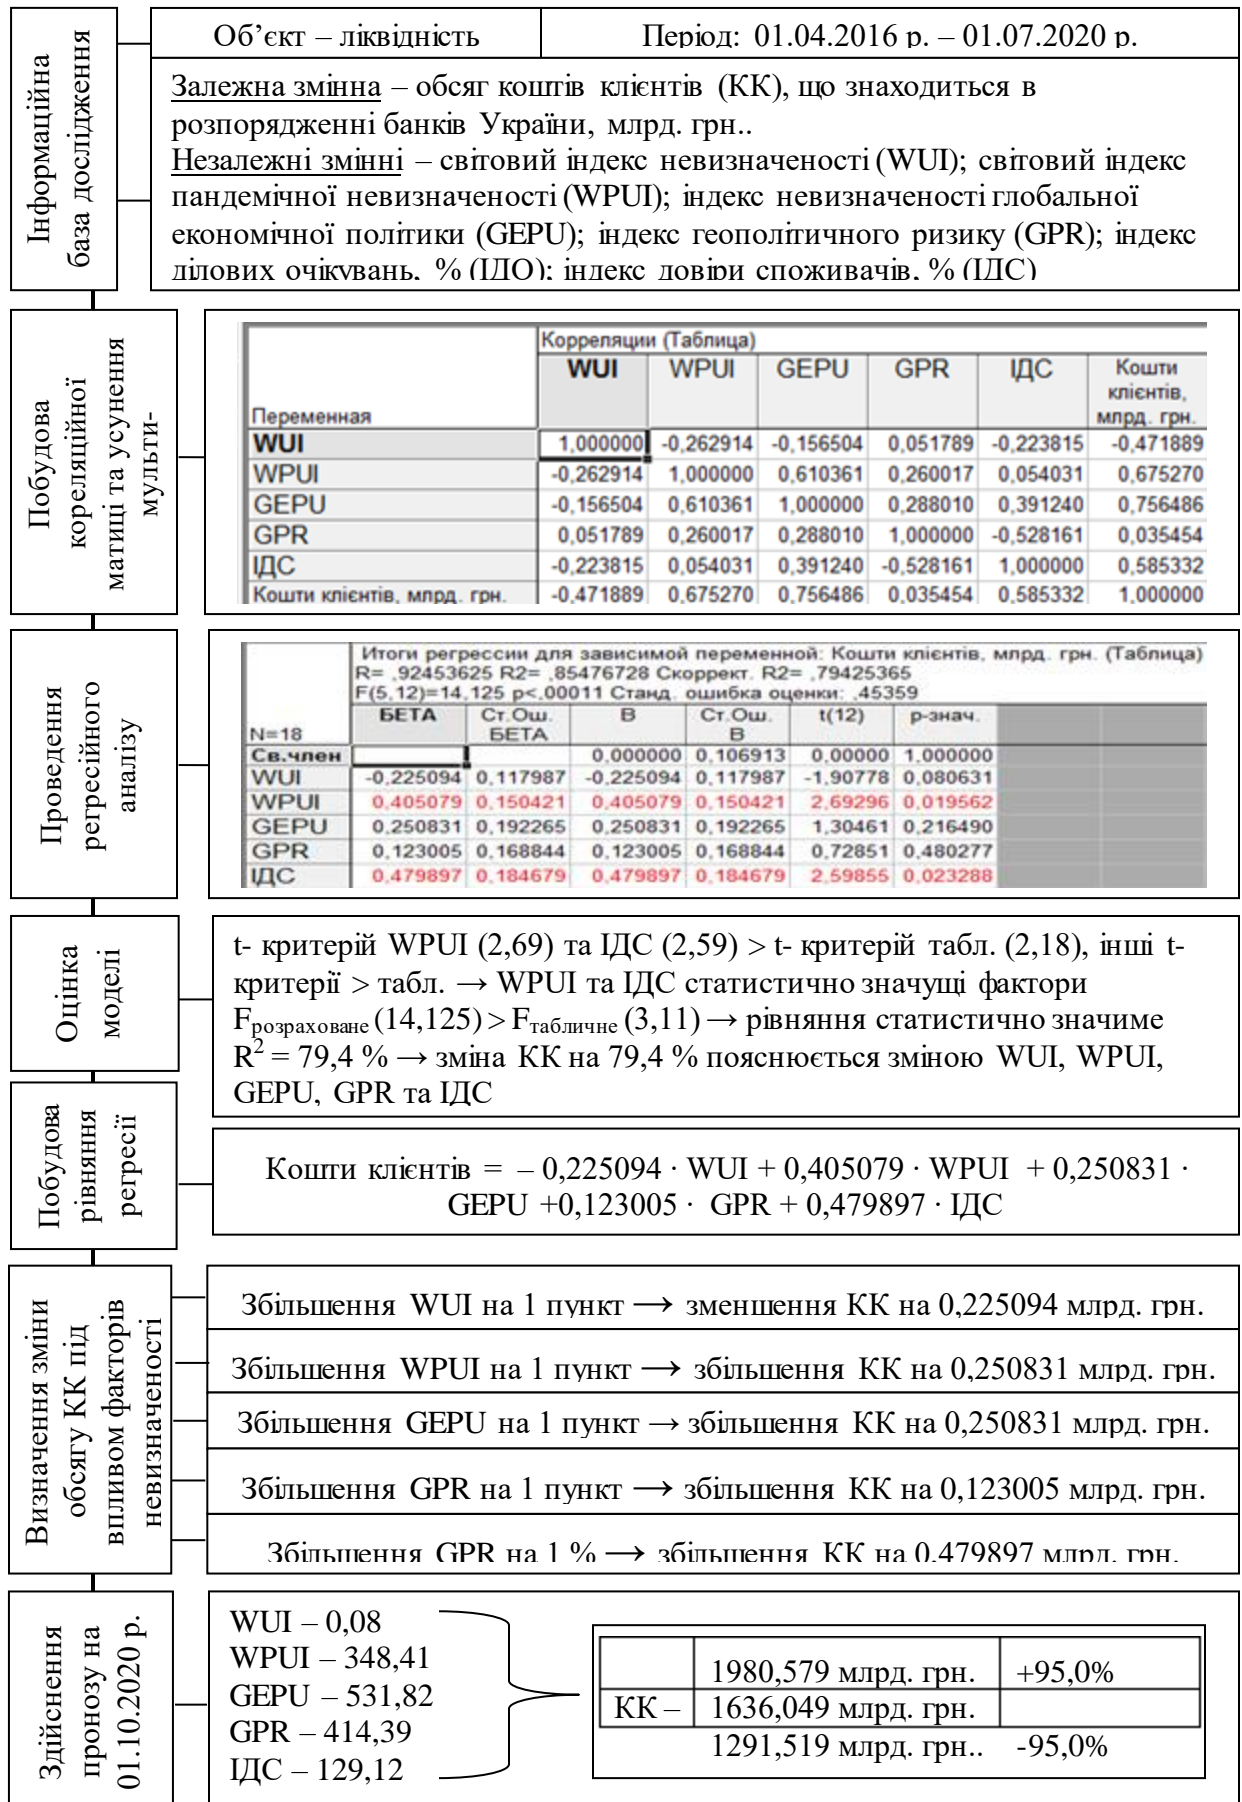 Інформаційна
база дослідження
Об’єкт – ліквідність
Період: 01.04.2016 р. – 01.07.2020 р.
Залежна змінна – обсяг коштів клієнтів (КК), що знаходиться в
розпорядженні банків України, млрд. грн..
Незалежні змінні – світовий індекс невизначеності (WUI); світовий індекс
пандемічної невизначеності (WPUI); індекс невизначеності глобальної
економічної політики (GEPU); індекс геополітичного ризику (GPR); індекс
ділових очікувань, % (ІДО); індекс довіри споживачів, % (ІДС)
Побудова
кореляційної
матиці та усунення
мульти-
Корреляции (Таблица)
Переменная WUI WPUI GEPU GPR ІДС Кошти
клієнтів,
млрд. грн.
WUI 1,000000 -0,262914 -0,156504 0,051789 -0,223815 -0,471889
WPUI -0,262914 1,000000 0,610361 0,260017 0,054031 0,675270
GEPU -0,156504 0,610361 1,000000 0,288010 0,391240 0,756486
GPR 0,051789 0,260017 0,288010 1,000000 -0,528161 0,035454
ІДС -0,223815 0,054031 0,391240 -0,528161 1,000000 0,585332
Кошти клієнтів, млрд. грн. -0,471889 0,675270 0,756486 0,035454 0,585332 1,000000
Проведення
регресійного
аналізу
Итоги регрессии для зависимой переменной: Кошти клієнтів, млрд. грн. (Таблица)
R= ,92453625 R2= ,85476728 Скоррект. R2= ,79425365
F(5,12)=14,125 p<,00011 Станд. ошибка оценки: ,45359
N=18 БЕТА Ст.Ош. B Ст.Ош. t(12) p-знач.
БЕТА B
Св.член 0,000000 0,106913 0,00000 1,000000
WUI -0,225094 0,117987 -0,225094 0,117987 -1,90778 0,080631
WPUI 0,405079 0,150421 0,405079 0,150421 2,69296 0,019562
GEPU 0,250831 0,192265 0,250831 0,192265 1,30461 0,216490
GPR 0,123005 0,168844 0,123005 0,168844 0,72851 0,480277
ІДС 0,479897 0,184679 0,479897 0,184679 2,59855 0,023288
Оцінка
моделі
t- критерій WPUI (2,69) та ІДС (2,59) > t- критерій табл. (2,18), інші t-
критерії > табл. → WPUI та ІДС статистично значущі фактори
Fрозраховане (14,125) > Fтабличне (3,11) → рівняння статистично значиме
R² = 79,4 % → зміна КК на 79,4 % пояснюється зміною WUI, WPUI,
GEPU, GPR та ІДС
Побудова
рівняння
регресії
Кошти клієнтів = – 0,225094 · WUI + 0,405079 · WPUI + 0,250831 ·
GEPU +0,123005 · GPR + 0,479897 · ІДС
Визначення зміни
обсягу КК під
впливом факторів
невизначеності
Збільшення WUI на 1 пункт → зменшення КК на 0,225094 млрд. грн.
Збільшення WPUI на 1 пункт → збільшення КК на 0,250831 млрд. грн.
Збільшення GEPU на 1 пункт → збільшення КК на 0,250831 млрд. грн.
Збільшення GPR на 1 пункт → збільшення КК на 0,123005 млрд. грн.
Збільшення GPR на 1 % → збільшення КК на 0,479897 млрд. грн.
Здійснення
пронозу на
01.10.2020 р.
WUI – 0,08
WPUI – 348,41
GEPU – 531,82
GPR – 414,39
ІДС – 129,12
1980,579 млрд. грн. +95,0%
КК – 1636,049 млрд. грн.
1291,519 млрд. грн.. -95,0%